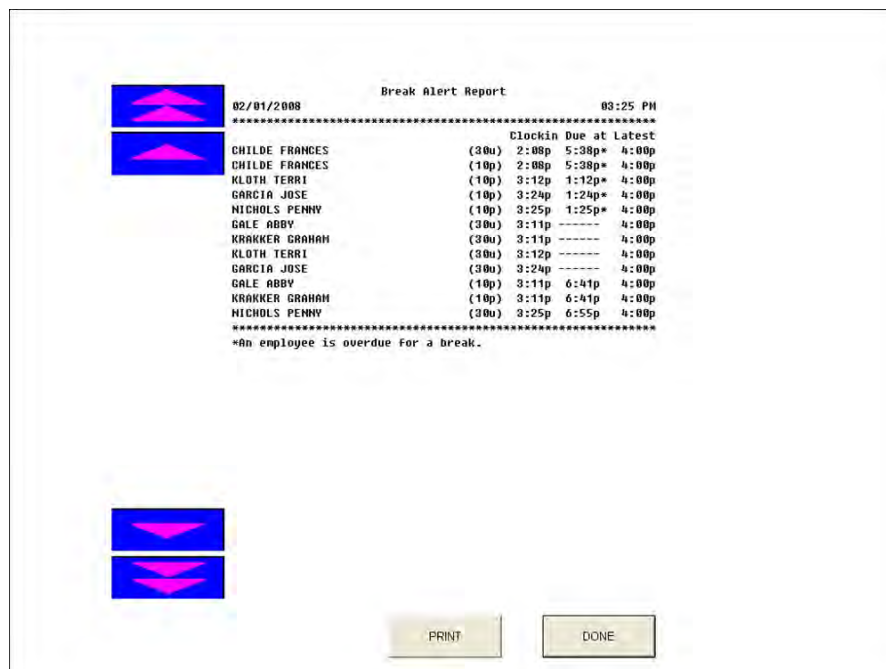 Break Alert Report
02/01/2008 03:25 PM
*************************************************************
Clockin Due at Latest
CHILDE FRANCES (30u) 2:08p 5:38p* 4:00p
CHILDE FRANCES (10p) 2:08p 5:38p* 4:00p
KLOTH TERRI (10p) 3:12p 1:12p* 4:00p
GARCIA JOSE (10p) 3:24p 1:24p* 4:00p
NICHOLS PENNY (10p) 3:25p 1:25p* 4:00p
GALE ABBY (30u) 3:11p ------ 4:00p
KRAKKER GRAHAM (30u) 3:11p ------ 4:00p
KLOTH TERRI (30u) 3:12p ------ 4:00p
GARCIA JOSE (30u) 3:24p ------ 4:00p
GALE ABBY (10p) 3:11p 6:41p 4:00p
KRAKKER GRAHAM (10p) 3:11p 6:41p 4:00p
NICHOLS PENNY (30u) 3:25p 6:55p 4:00p
*************************************************************
*An employee is overdue for a break.
PRINT DONE